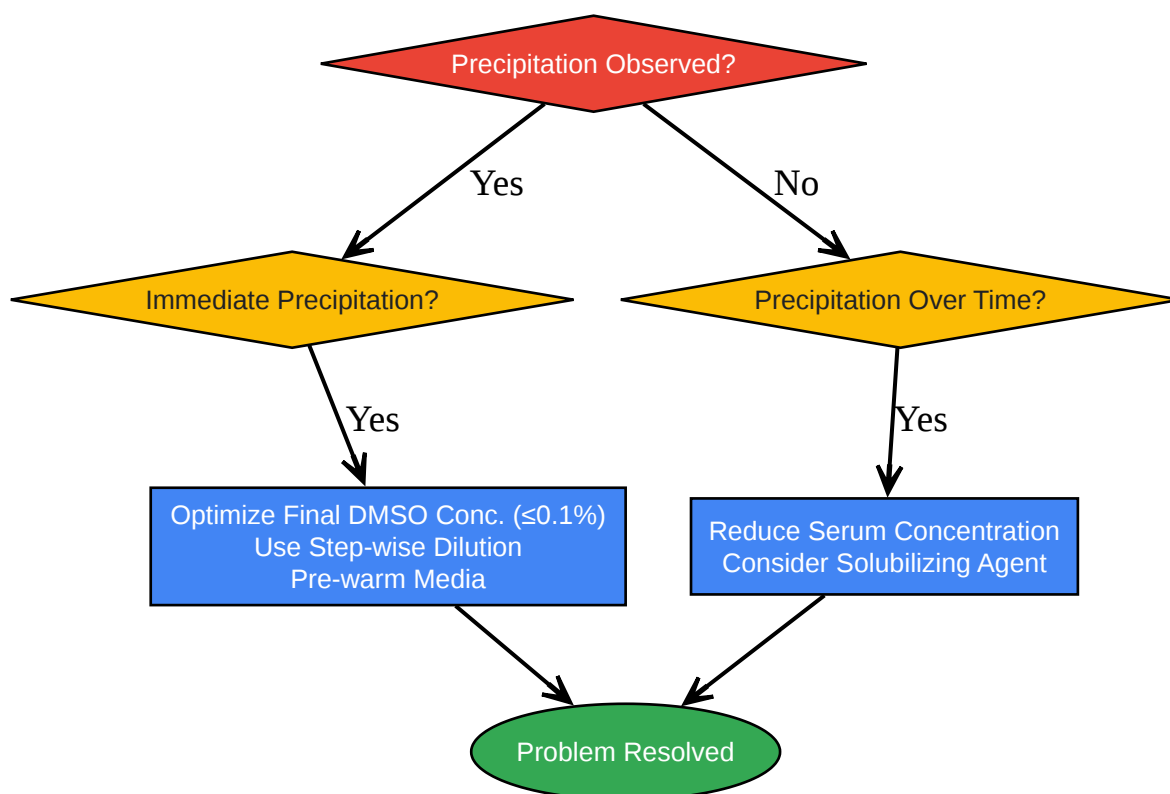 Precipitation Observed?
Yes
No
Immediate Precipitation?
Precipitation Over Time?
Yes
Yes
Optimize Final DMSO Conc. (≤0.1%)
Use Step-wise Dilution
Pre-warm Media
Reduce Serum Concentration
Consider Solubilizing Agent
Problem Resolved